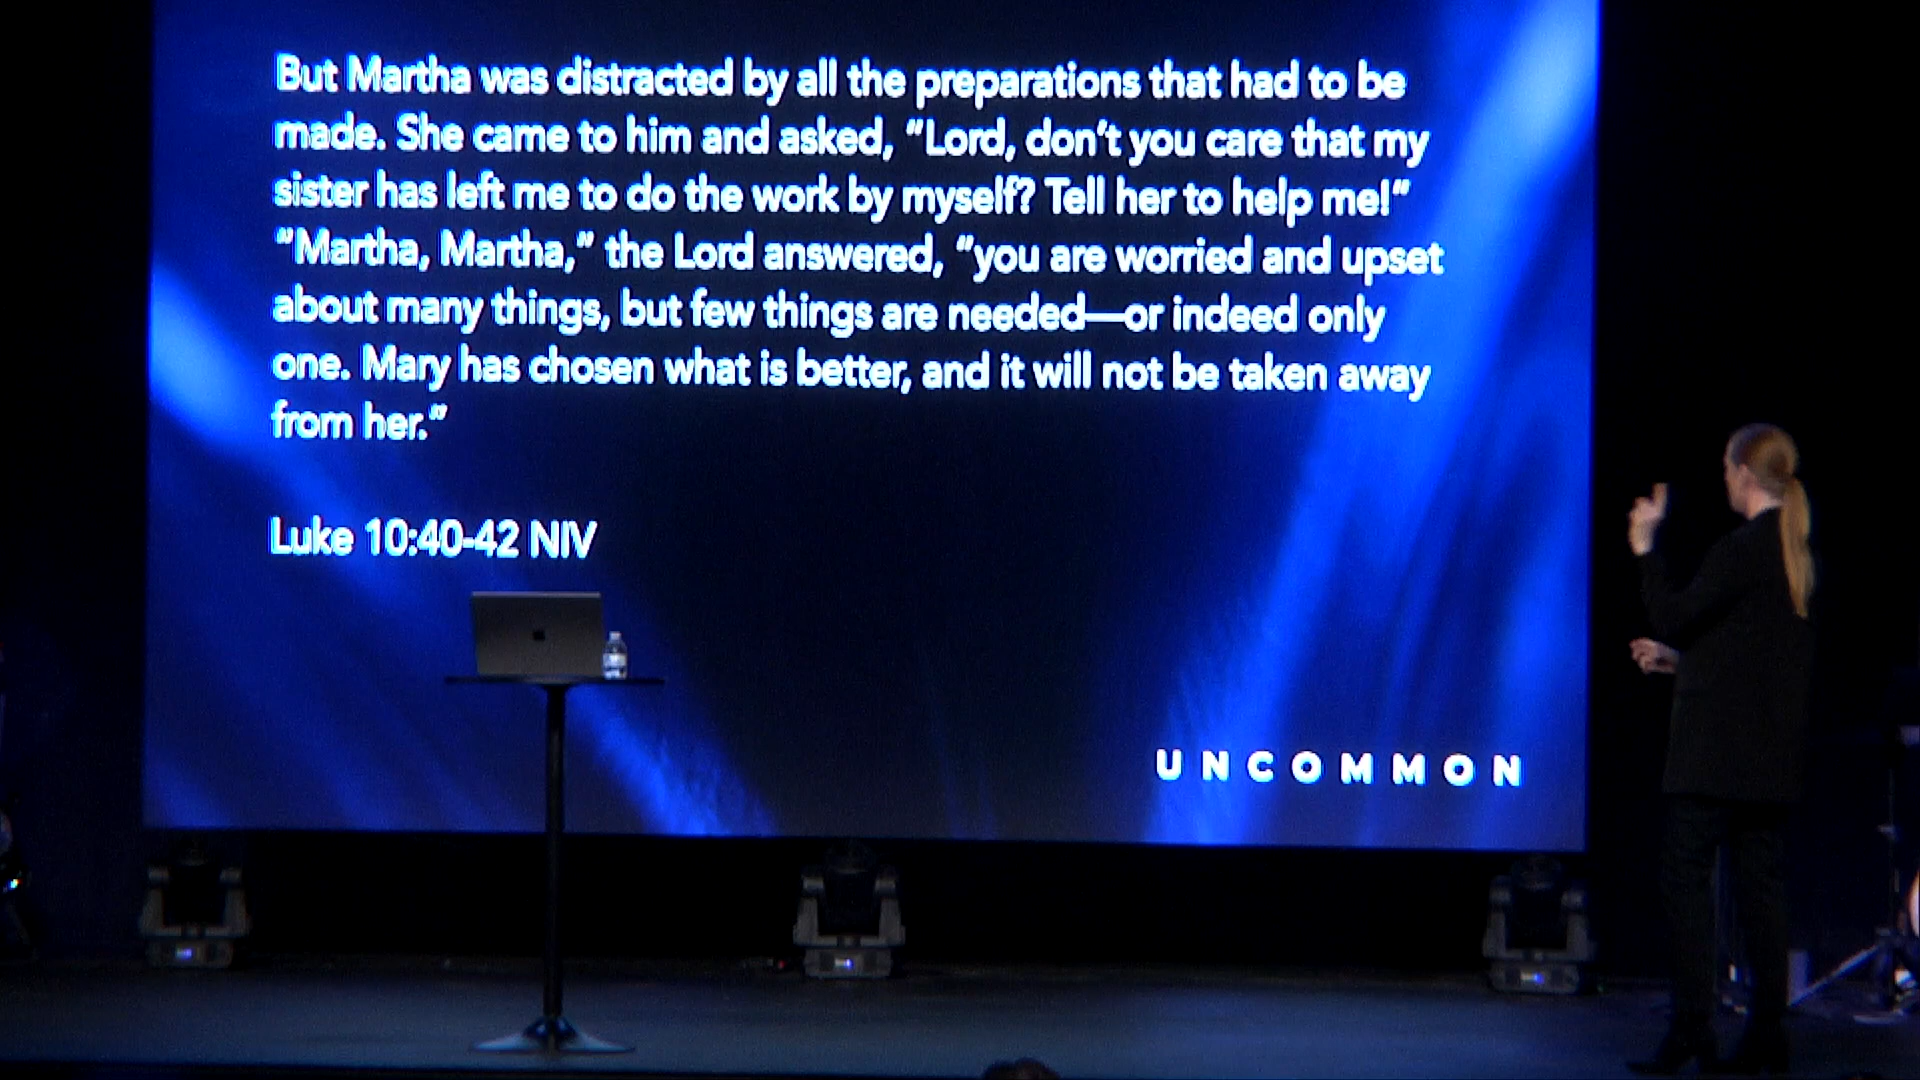 But Martha was distracted by all the preparations that had to be
made. She came to him and asked, “Lord, don’t you care that my
sister has left me to do the work by myself? Tell her to help me!”
“Martha, Martha,” the Lord answered, “you are worried and upset
about many things, but few things are needed—or indeed only
one. Mary has chosen what is better, and it will not be taken away
from her.”
Luke 10:40-42 NIV
UNCOMMON